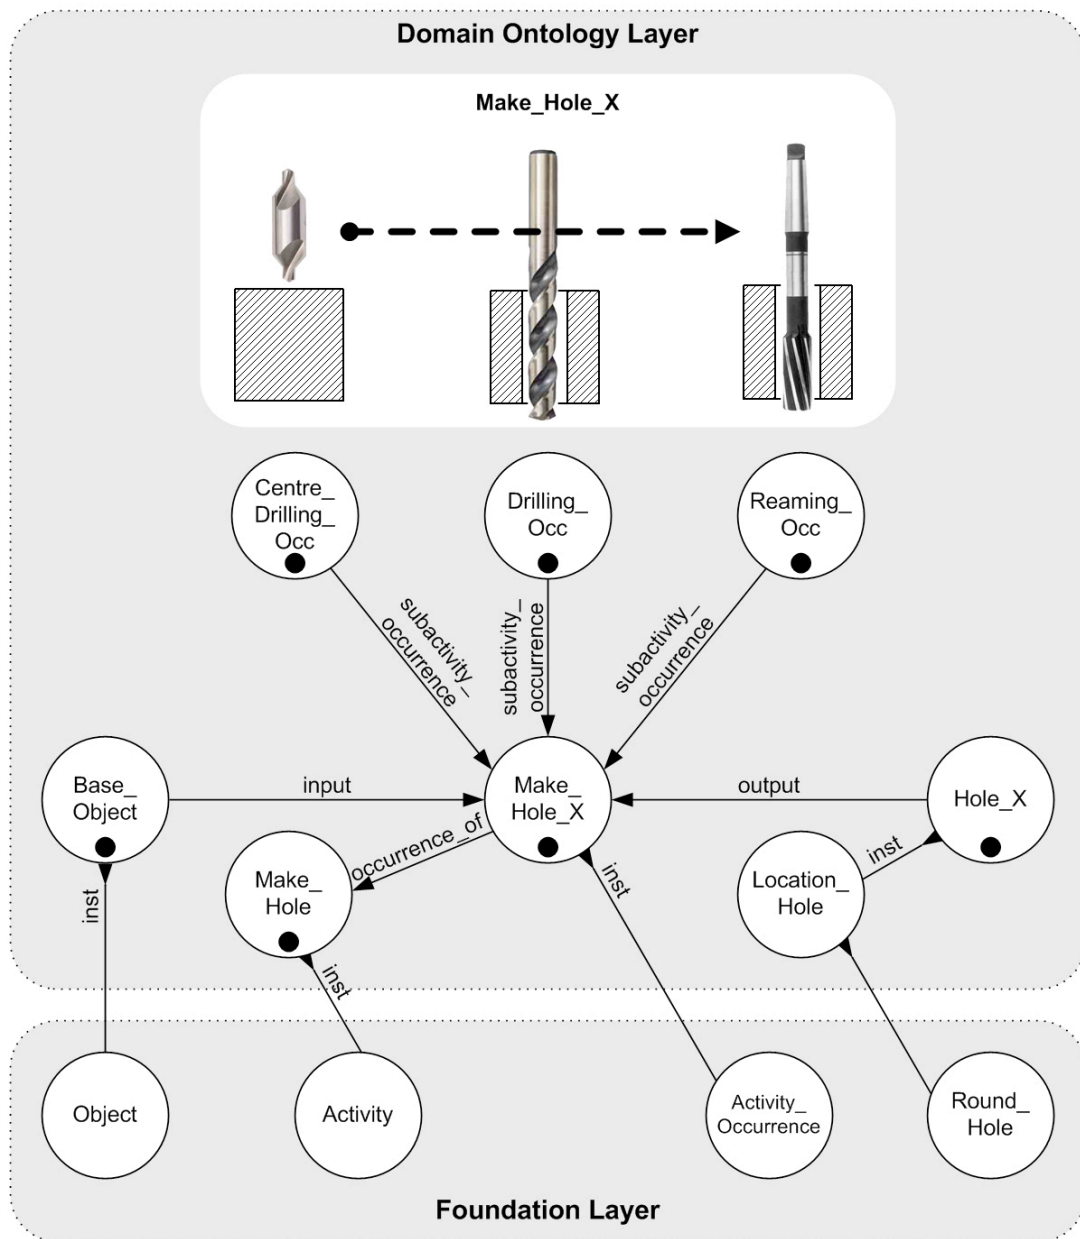 Domain Ontology Layer
Make_Hole_X
Centre_
Drilling_
Occ
Drilling_
Occ
Reaming_
Occ
subactivity_
occurrence
subactivity_
occurrence
subactivity_
occurrence
Base_
Object
input
Make_
Hole_X
output
Hole_X
occurrence_of
inst
Make_
Hole
inst
Location_
Hole
inst
inst
Object
Activity
Activity_
Occurrence
Round_
Hole
Foundation Layer